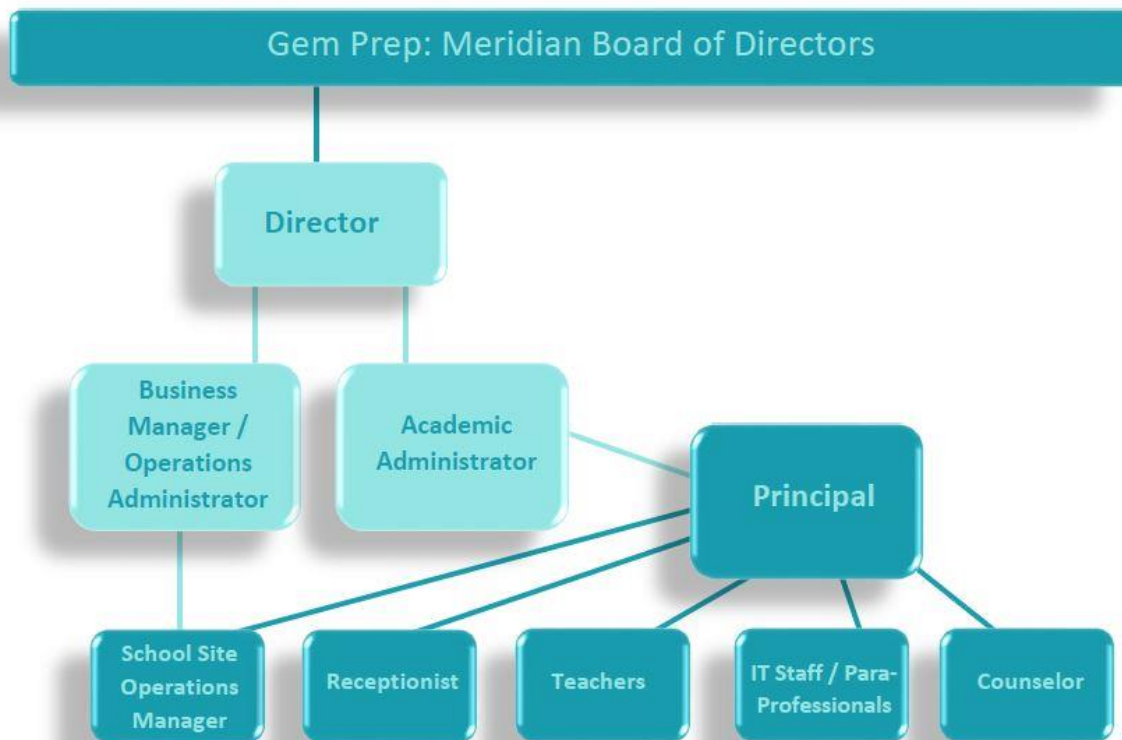 Gem Prep: Meridian Board of Directors
Director
Business
Manager /
Operations
Administrator
Academic
Administrator
Principal
School Site
Operations
Manager
Receptionist
Teachers
IT Staff / Para-
Professionals
Counselor